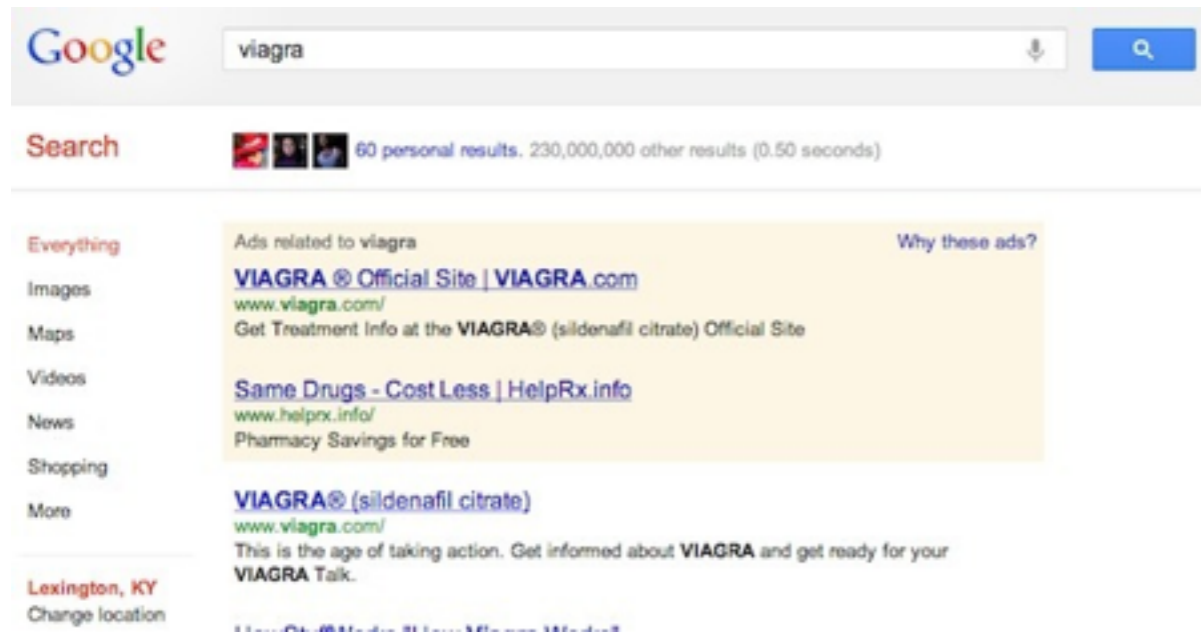 Google
viagra
Search
60 personal results. 230,000,000 other results (0.50 seconds)
Everything
Images
Maps
Videos
News
Shopping
More
Lexington, KY
Change location
Ads related to viagra
Why these ads?
VIAGRA ® Official Site | VIAGRA.com
www.viagra.com/
Get Treatment Info at the VIAGRA® (sildenafil citrate) Official Site
Same Drugs - Cost Less | HelpRx.info
www.helprx.info/
Pharmacy Savings for Free
VIAGRA® (sildenafil citrate)
www.viagra.com/
This is the age of taking action. Get informed about VIAGRA and get ready for your
VIAGRA Talk.
HowStuffWorks "How Viagra Works"